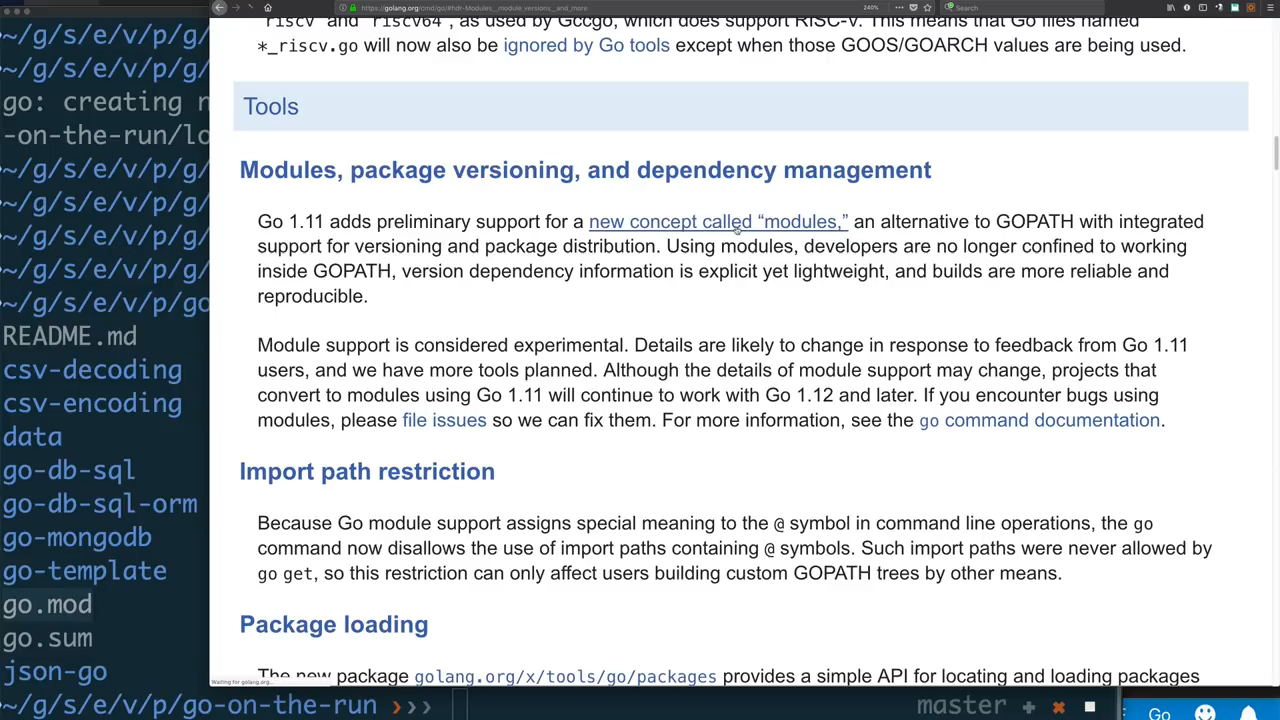 https://golang.org/cmd/go/#hdr-Modules__module_versions__and_more
240%
Search
"riscv" and "riscv64", as used by Gccgo, which does support RISC-V. This means that Go files named
*_riscv.go will now also be ignored by Go tools except when those GOOS/GOARCH values are being used.
Tools
Modules, package versioning, and dependency management
Go 1.11 adds preliminary support for a new concept called “modules,” an alternative to GOPATH with integrated
support for versioning and package distribution. Using modules, developers are no longer confined to working
inside GOPATH, version dependency information is explicit yet lightweight, and builds are more reliable and
reproducible.
Module support is considered experimental. Details are likely to change in response to feedback from Go 1.11
users, and we have more tools planned. Although the details of module support may change, projects that
convert to modules using Go 1.11 will continue to work with Go 1.12 and later. If you encounter bugs using
modules, please file issues so we can fix them. For more information, see the go command documentation.
Import path restriction
Because Go module support assigns special meaning to the @ symbol in command line operations, the go
command now disallows the use of import paths containing @ symbols. Such import paths were never allowed by
go get, so this restriction can only affect users building custom GOPATH trees by other means.
Package loading
The new package golang.org/x/tools/go/packages provides a simple API for locating and loading packages
Waiting for golang.org...
~/g/s/e/v/p/g
~/g/s/e/v/p/g
go: creating n
-on-the-run/lo
~/g/s/e/v/p/g
~/g/s/e/v/p/g
~/g/s/e/v/p/g
~/g/s/e/v/p/g
~/g/s/e/v/p/go
README.md
csv-decoding
csv-encoding
data
go-db-sql
go-db-sql-orm
go-mongodb
go-template
go.mod
go.sum
json-go
~/g/s/e/v/p/go-on-the-run ❯❯❯
master + ✖
Go